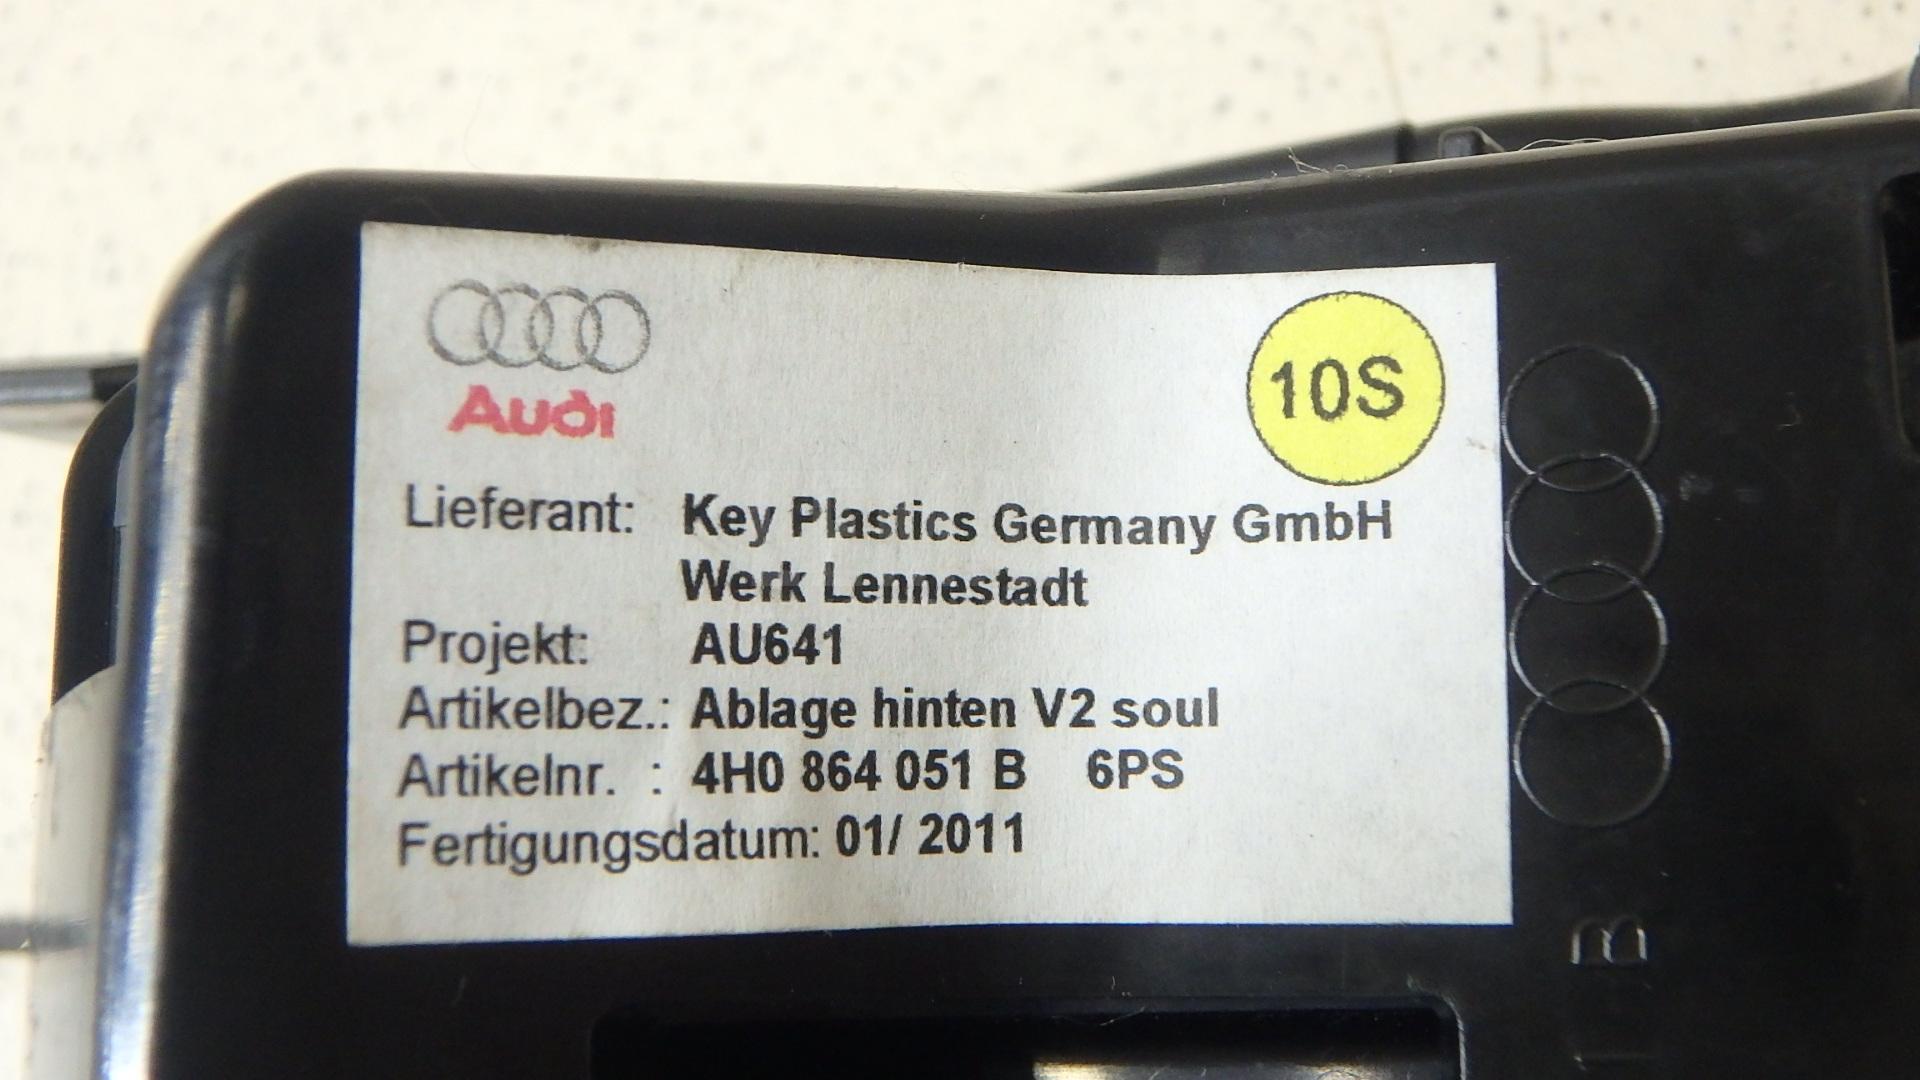 Audi
10S
Lieferant: Key Plastics Germany GmbH
Werk Lennestadt
Projekt: AU641
Artikelbez.: Ablage hinten V2 soul
Artikelnr. : 4H0 864 051 B 6PS
Fertigungsdatum: 01/ 2011
B